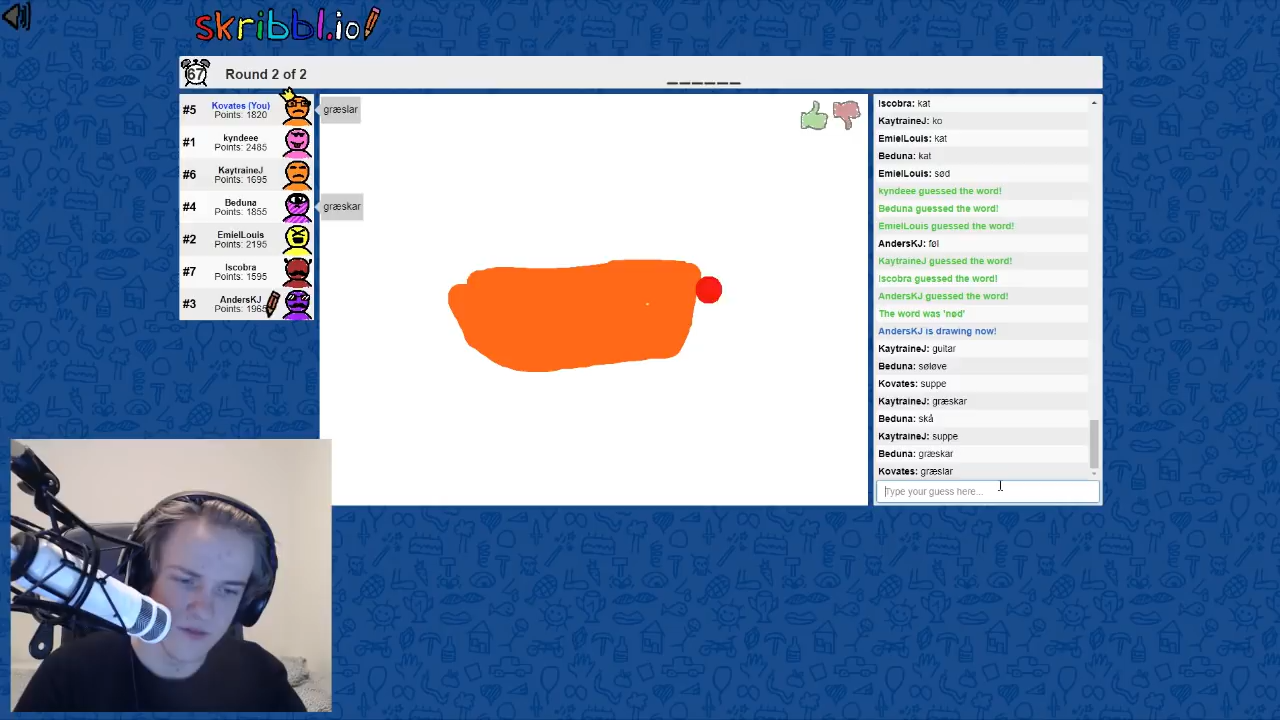 skribbl.io
67
Round 2 of 2
______
#5
Kovates (You)
Points: 1820
græslar
#1
kyndeee
Points: 2485
#6
KaytraineJ
Points: 1695
#4
Beduna
Points: 1855
græskar
#2
EmielLouis
Points: 2195
#7
Iscobra
Points: 1595
#3
AndersKJ
Points: 1965
Iscobra: kat
KaytraineJ: ko
EmielLouis: kat
Beduna: kat
EmielLouis: sød
kyndeee guessed the word!
Beduna guessed the word!
EmielLouis guessed the word!
AndersKJ: føl
KaytraineJ guessed the word!
Iscobra guessed the word!
AndersKJ guessed the word!
The word was 'nød'
AndersKJ is drawing now!
KaytraineJ: guitar
Beduna: søløve
Kovates: suppe
KaytraineJ: græskar
Beduna: skå
KaytraineJ: suppe
Beduna: græskar
Kovates: græslar
Type your guess here...